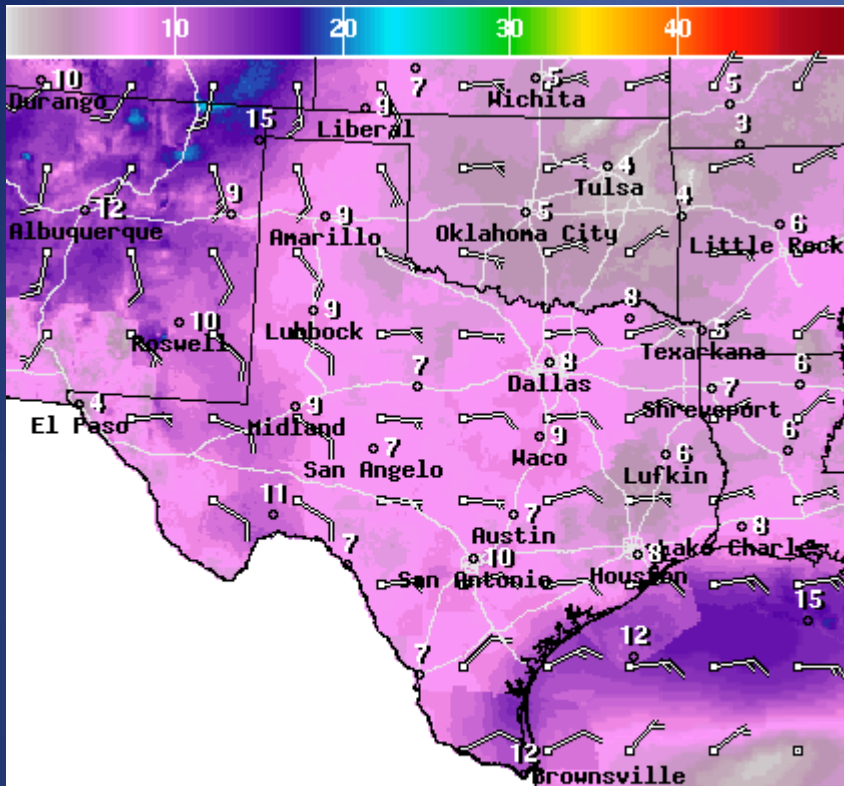 10 20 30 40
10 7 5 5
Durango Wichita
9
Liberal
15 3
4
Tulsa
12 9 9 5 4
Albuquerque Amarillo Oklahoma City
6
Little Rock
10 9 8
Roswell Lubbock
5
Texarkana
7 8
Dallas
7 6
Shreveport
4 9
El Paso Midland
9 6
Waco
7 6
San Angelo Lufkin
11 7
Austin
8
7 10 8 Lake Charles
San Antonio Houston
15
12
7
12
Brownsville